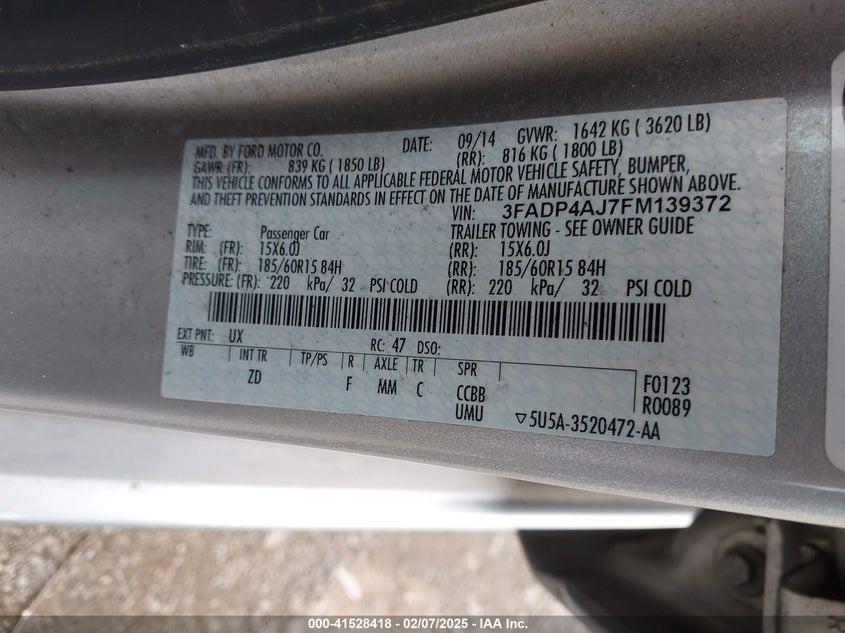 MFD. BY FORD MOTOR CO. DATE: 09/14 GVWR: 1642 KG ( 3620 LB)
GAWR: (FR): 839 KG ( 1850 LB) (RR): 816 KG ( 1800 LB)
THIS VEHICLE CONFORMS TO ALL APPLICABLE FEDERAL MOTOR VEHICLE SAFETY, BUMPER,
AND THEFT PREVENTION STANDARDS IN EFFECT ON THE DATE OF MANUFACTURE SHOWN ABOVE.
VIN: 3FADP4AJ7FM139372
TYPE: Passenger Car TRAILER TOWING - SEE OWNER GUIDE
RIM: (FR): 15X6.0J (RR): 15X6.0J
TIRE: (FR): 185/60R15 84H (RR): 185/60R15 84H
PRESSURE: (FR): 220 kPa/ 32 PSI COLD (RR): 220 kPa/ 32 PSI COLD
EXT PNT: UX RC: 47 DSO:
WB INT TR TP/PS R AXLE TR SPR
ZD F MM C CCBB F0123
UMU R0089
▽5U5A-3520472-AA
000-41528418 - 02/07/2025 - IAA Inc.